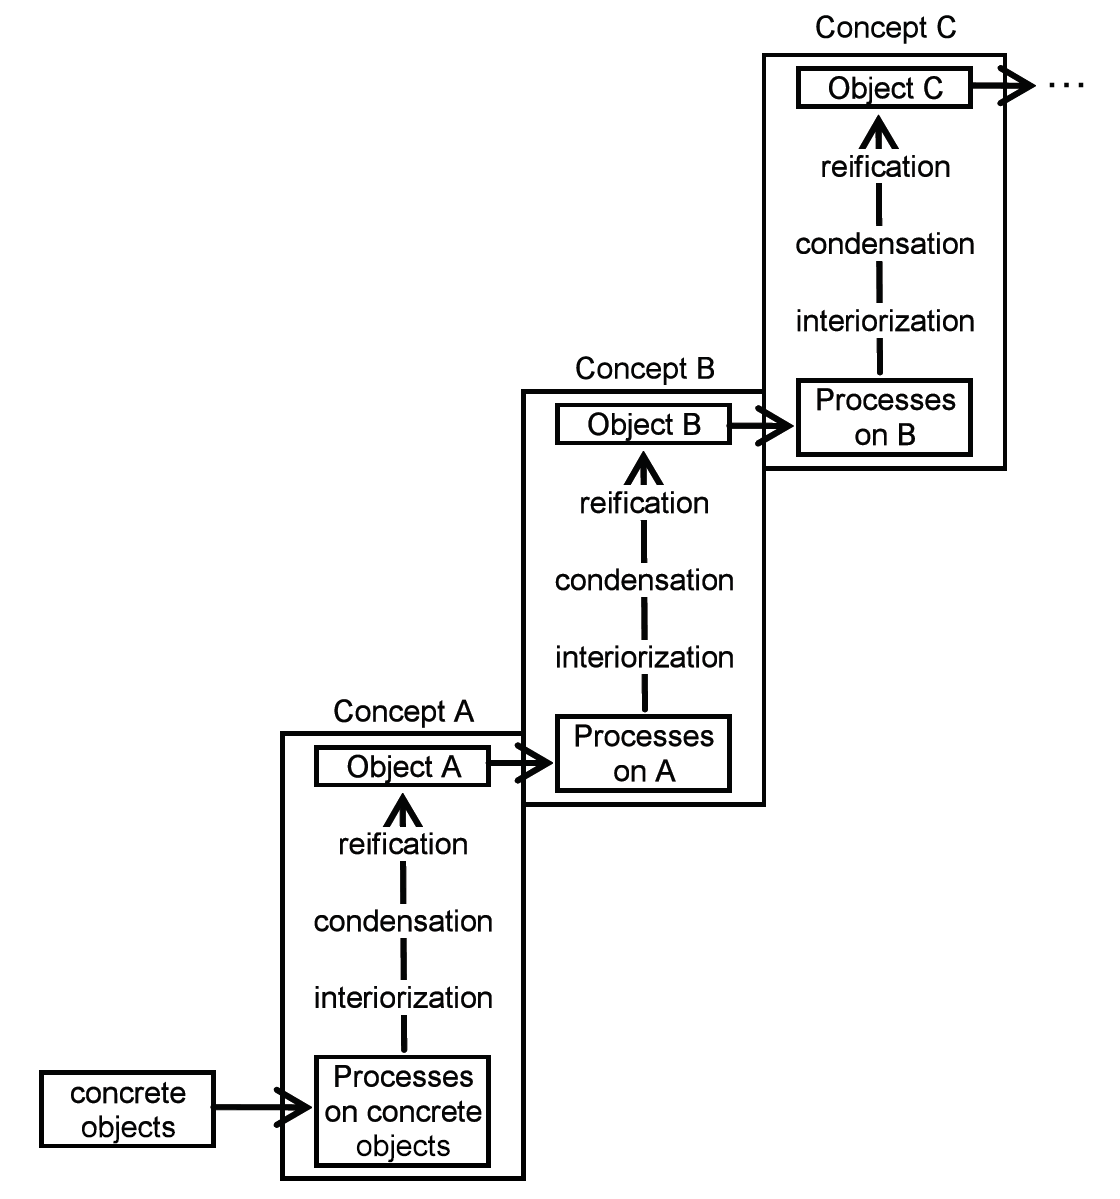 Concept C
Object C
...
reification
condensation
interiorization
Processes
on B
Concept B
Object B
reification
condensation
interiorization
Processes
on A
Concept A
Object A
reification
condensation
interiorization
Processes
on concrete
objects
concrete
objects